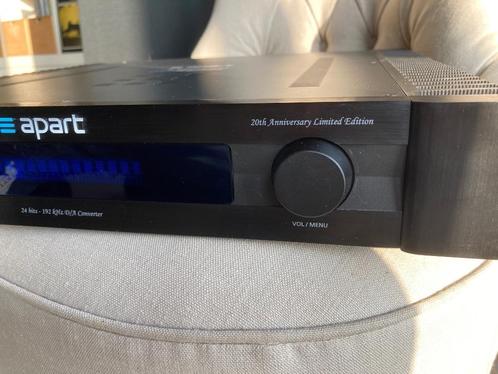 apart
20th Anniversary Limited Edition
24 bits - 192 kHz/D/A Converter
VOL / MENU